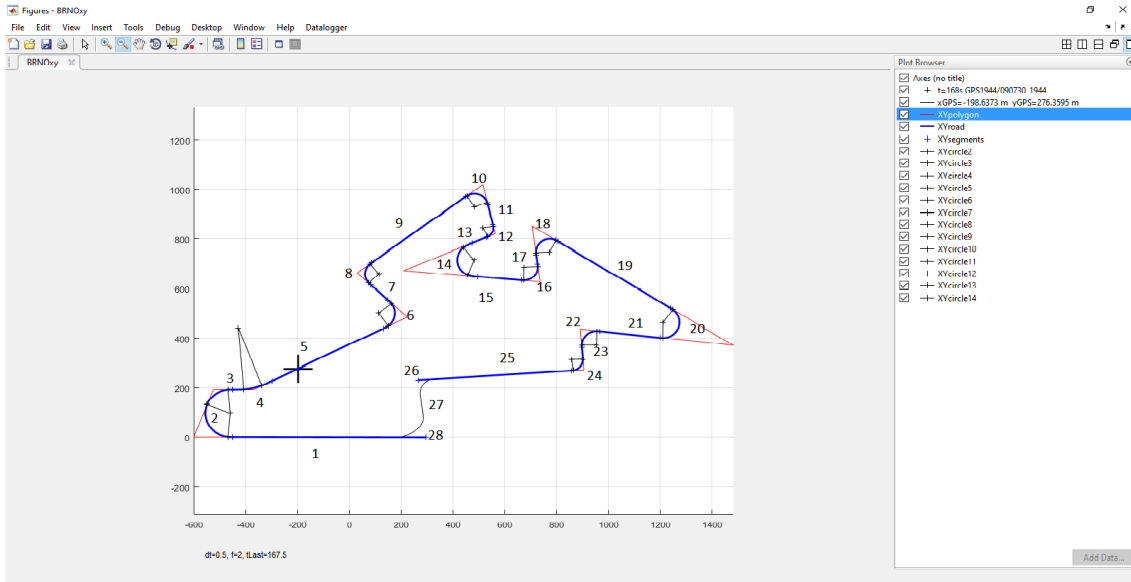 Figures - BRNOxy
File Edit View Insert Tools Debug Desktop Window Help Datalogger
BRNOxy
Plot Browser
Axes (no title)
t=168s GPS1944/090730_1944
xGPS=-198.6373 m yGPS=276.3595 m
XYpolygon
XYroad
XYsegments
XYcircle2
XYcircle3
XYcircle4
XYcircle5
XYcircle6
XYcircle7
XYcircle8
XYcircle9
XYcircle10
XYcircle11
XYcircle12
XYcircle13
XYcircle14
Add Data...
1200
1000
800
600
400
200
0
-200
-600 -400 -200 0 200 400 600 800 1000 1200 1400
10
11
9
13
12
18
8
14
17
19
7
15
16
6
22
21
20
5
23
25
24
3
26
4
2
27
28
1
dt=0.5, f=2, tLast=167.5